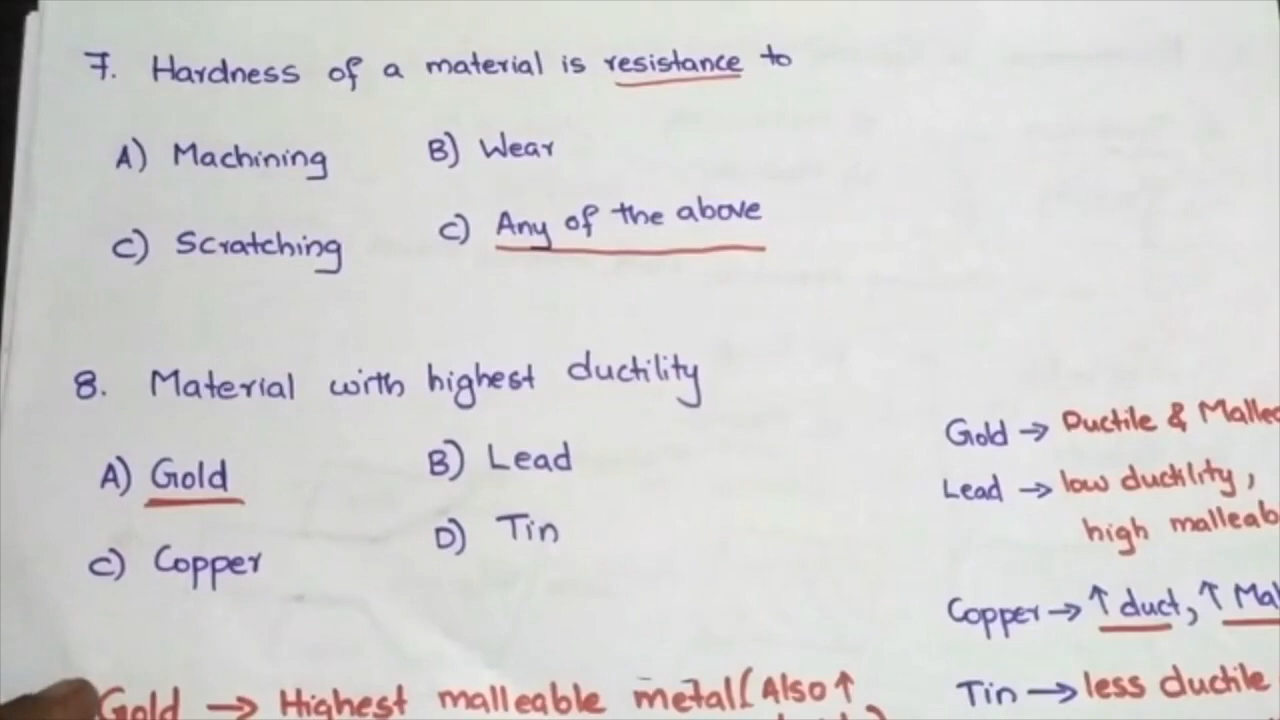 7. Hardness of a material is resistance to
A) Machining B) Wear
C) Scratching C) Any of the above
8. Material with highest ductility
A) Gold B) Lead
C) Copper D) Tin
Gold → Ductile & Mallea
Lead → low ductility,
high malleab
Copper → ↑ duct, ↑ Mal
Tin → less ductile
Gold → Highest malleable metal (Also ↑